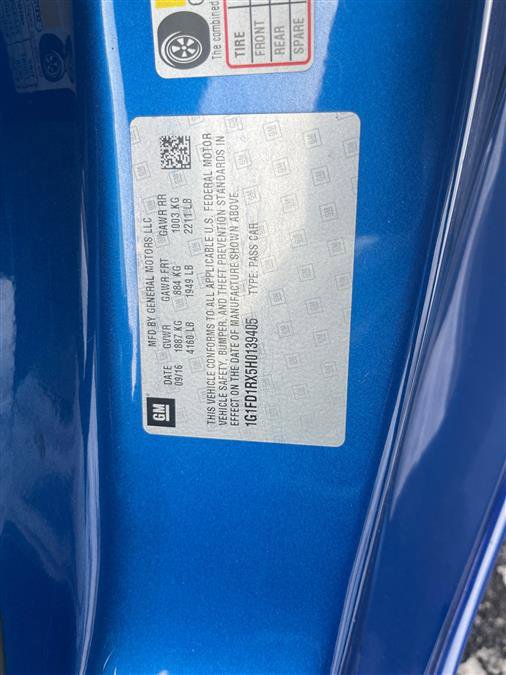 The combined
TIRE
FRONT
REAR
SPARE
MFD BY GENERAL MOTORS LLC
DATE GVWR GAWR FRT GAWR RR
09/16 1887 KG 884 KG 1003 KG
4160 LB 1949 LB 2211 LB
GM
THIS VEHICLE CONFORMS TO ALL APPLICABLE U.S. FEDERAL MOTOR
VEHICLE SAFETY, BUMPER, AND THEFT PREVENTION STANDARDS IN
EFFECT ON THE DATE OF MANUFACTURE SHOWN ABOVE.
1G1FD1RX5H0139405 TYPE: PASS CAR